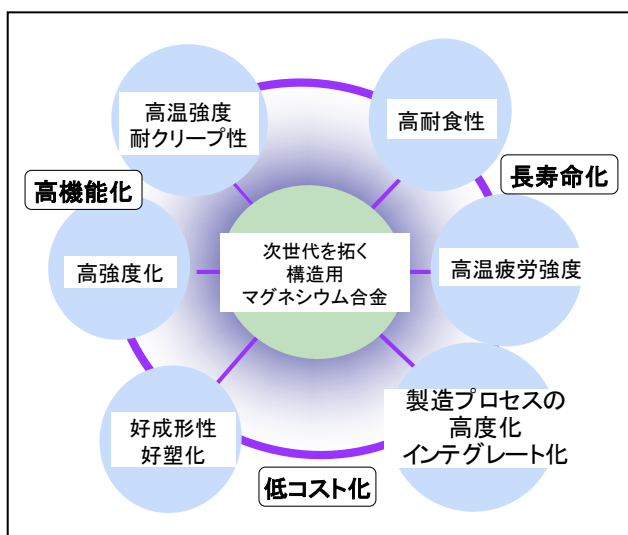 高温強度
耐クリープ性
高耐食性
高機能化
長寿命化
高強度化
次世代を拓く
構造用
マグネシウム合金
高温疲労強度
好成形性
好塑化
製造プロセスの
高度化
インテグレート化
低コスト化